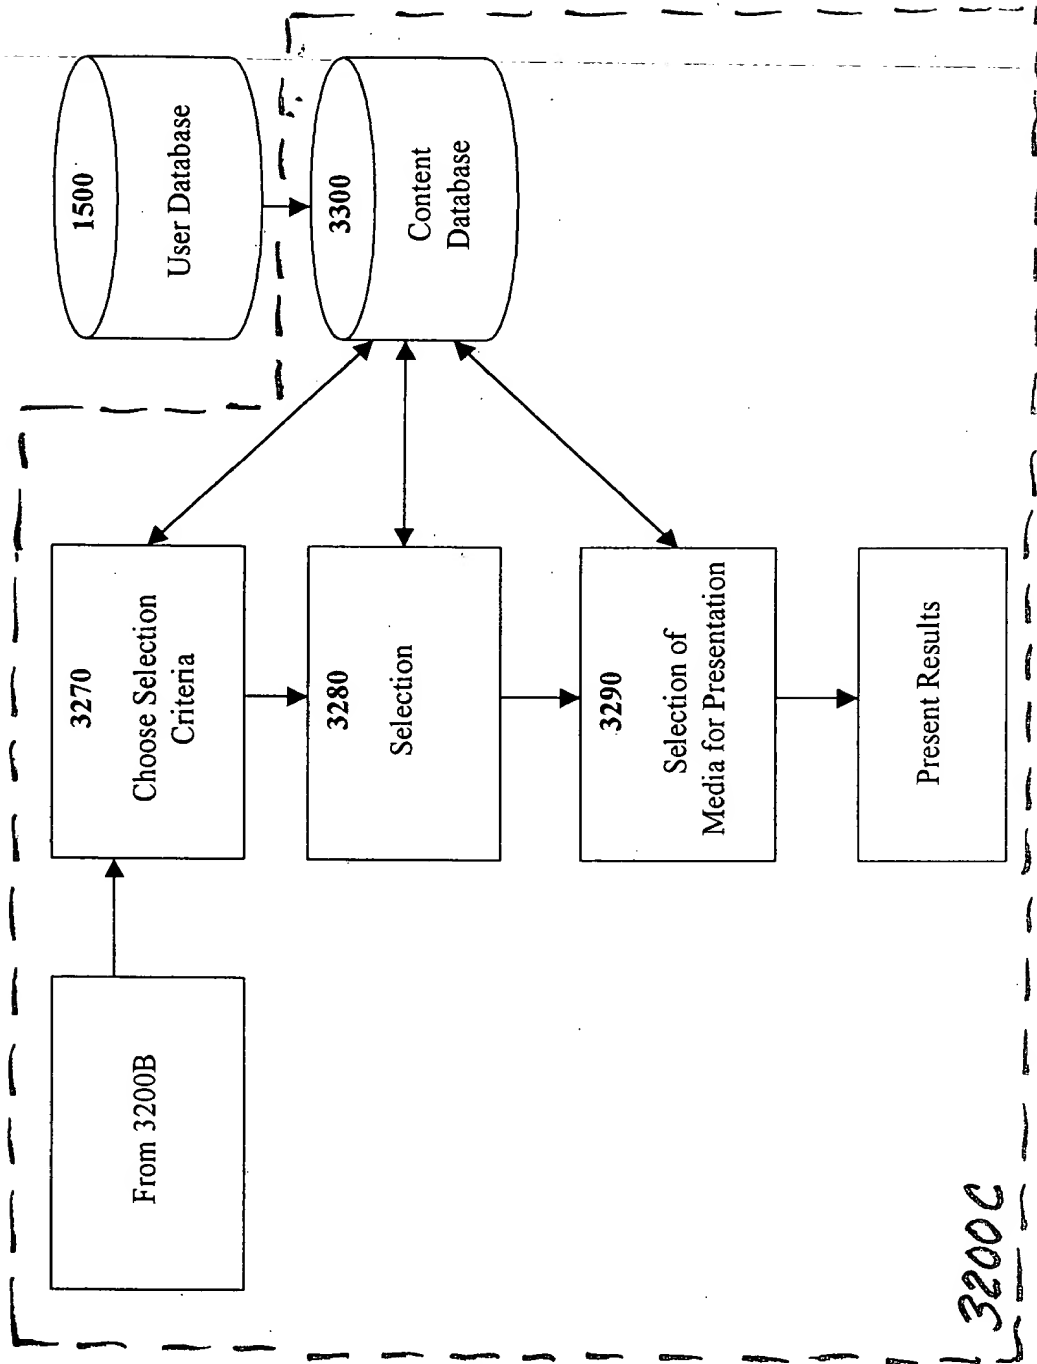 From 3200B
3270
Choose Selection
Criteria
3280
Selection
3290
Selection of
Media for Presentation
Present Results
1500
User Database
3300
Content
Database
3200C